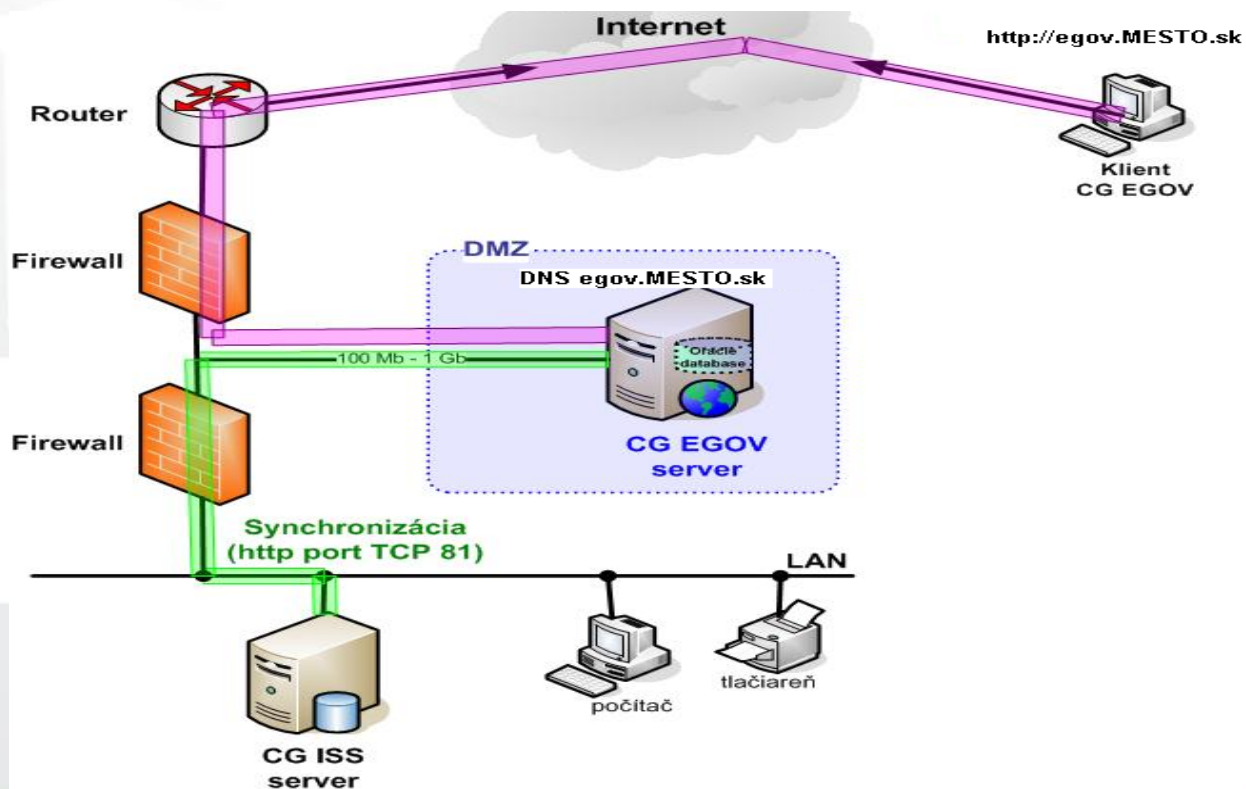 Internet
http://egov.MESTO.sk
Router
Klient
CG EGOV
Firewall
DMZ
DNS egov.MESTO.sk
Oracle
database
100 Mb - 1 Gb
Firewall
CG EGOV
server
Synchronizácia
(http port TCP 81)
LAN
počítač
tlačiareň
CG ISS
server